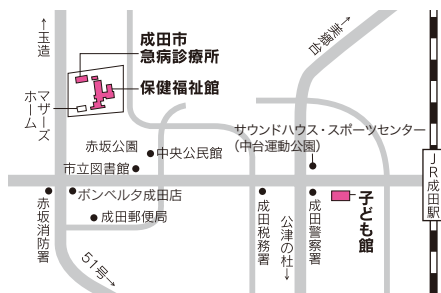 ←玉造
成田市
急病診療所
保健福祉館
マザーズ
ホーム
←美郷台
赤坂公園
中央公民館
市立図書館
サウンドハウス・スポーツセンター
(中台運動公園)
JR成田駅
ボンベルタ成田店
成田郵便局
赤坂消防署
成田税務署
公津の杜→
成田警察署
子ども館
51号→